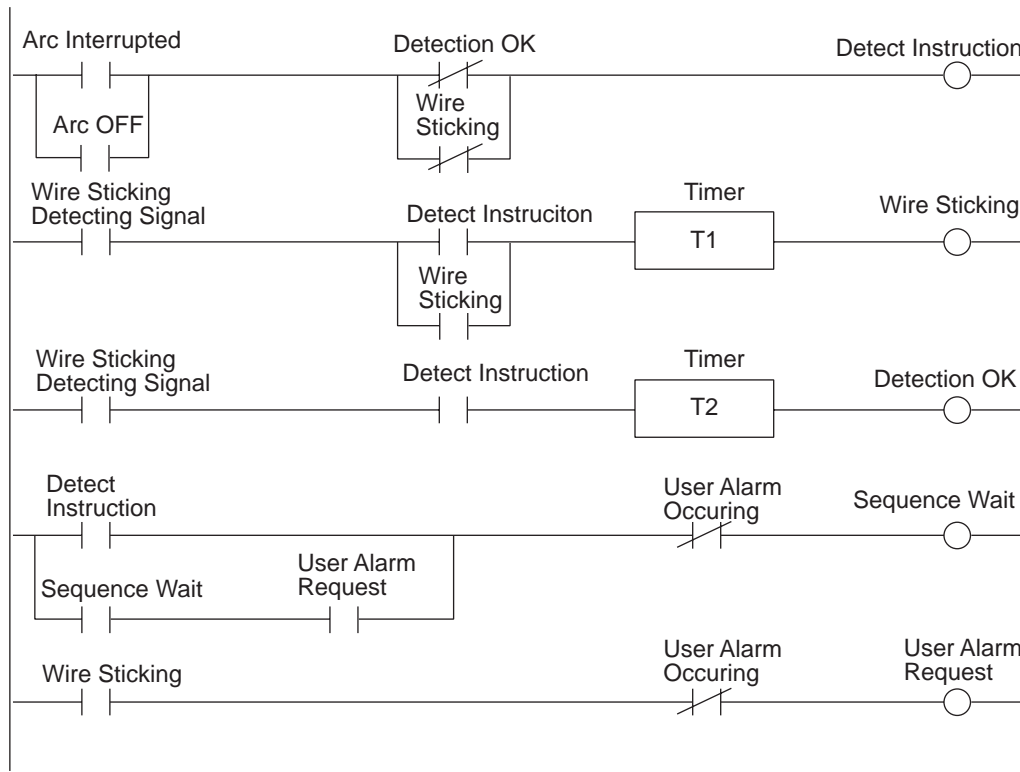 Arc Interrupted
Detection OK
Detect Instruction
Arc OFF
Wire
Sticking
Wire Sticking
Detecting Signal
Detect Instruciton
Timer
T1
Wire Sticking
Wire
Sticking
Wire Sticking
Detecting Signal
Detect Instruction
Timer
T2
Detection OK
Detect
Instruction
User Alarm
Occuring
Sequence Wait
Sequence Wait
User Alarm
Request
Wire Sticking
User Alarm
Occuring
User Alarm
Request